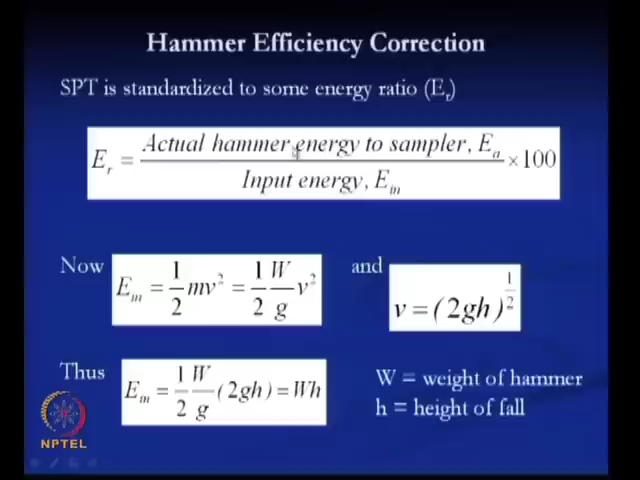 Hammer Efficiency Correction
SPT is standardized to some energy ratio (E_r)
E_r = Actual hammer energy to sampler, E_a / Input energy, E_in × 100
Now E_in = 1/2 mv² = 1/2 W/g v² and v = (2gh)^1/2
Thus E_in = 1/2 W/g (2gh) = Wh
W = weight of hammer
h = height of fall
NPTEL